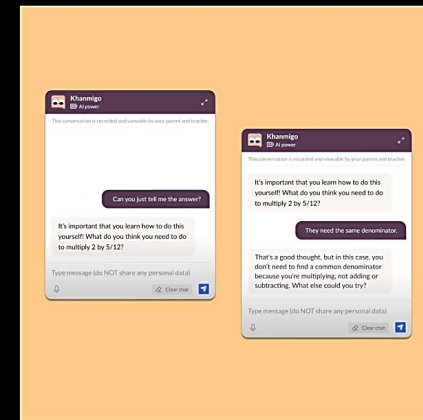 Khanmigo
AI power
This conversation is recorded and viewable by your parent and teacher.
Can you just tell me the answer?
It's important that you learn how to do this
yourself! What do you think you need to do
to multiply 2 by 5/12?
Type message (do NOT share any personal data)
Clear chat
Khanmigo
AI power
This conversation is recorded and viewable by your parent and teacher
It's important that you learn how to do this
yourself! What do you think you need to do
to multiply 2 by 5/12?
They need the same denominator.
That's a good thought, but in this case, you
don't need to find a common denominator
because you're multiplying, not adding or
subtracting. What else could you try?
Type message (do NOT share any personal data)
Clear chat